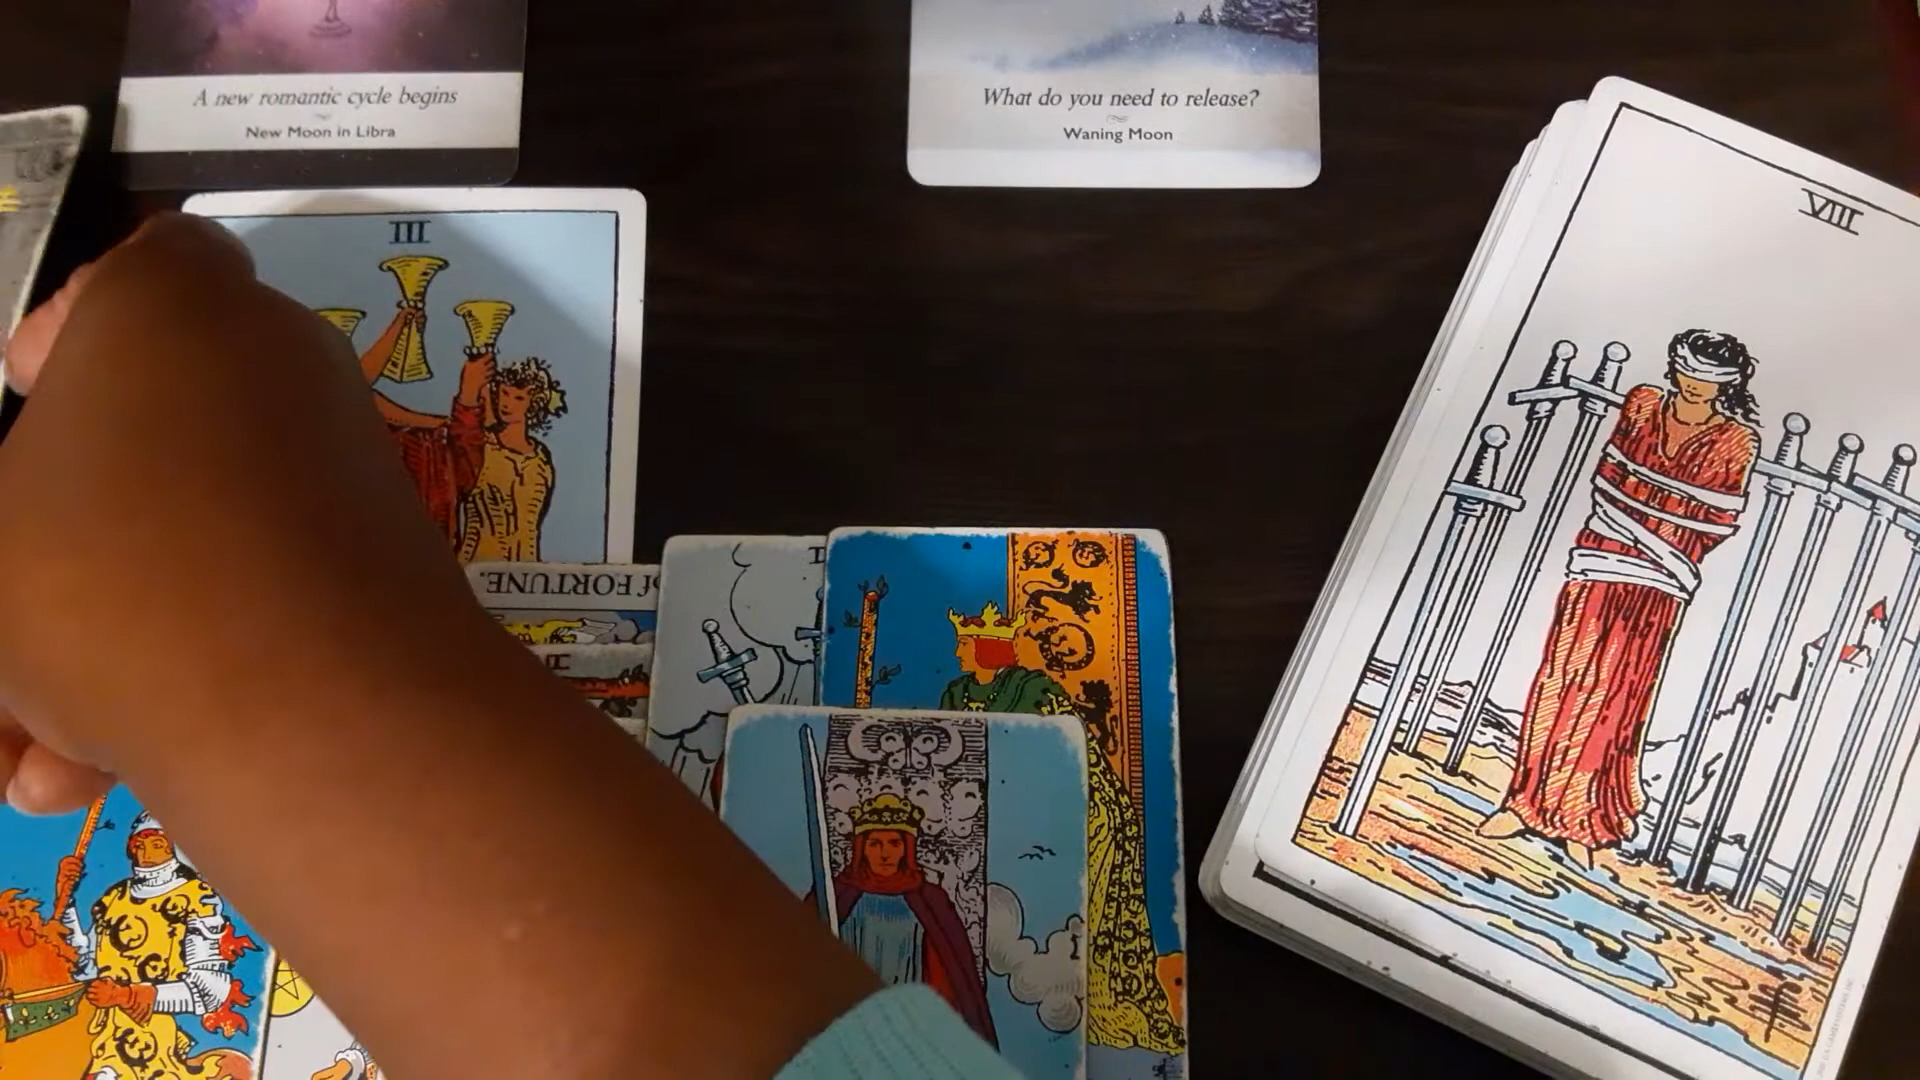 A new romantic cycle begins
New Moon in Libra
What do you need to release?
Waning Moon
VIII
III
of FORTUNE.